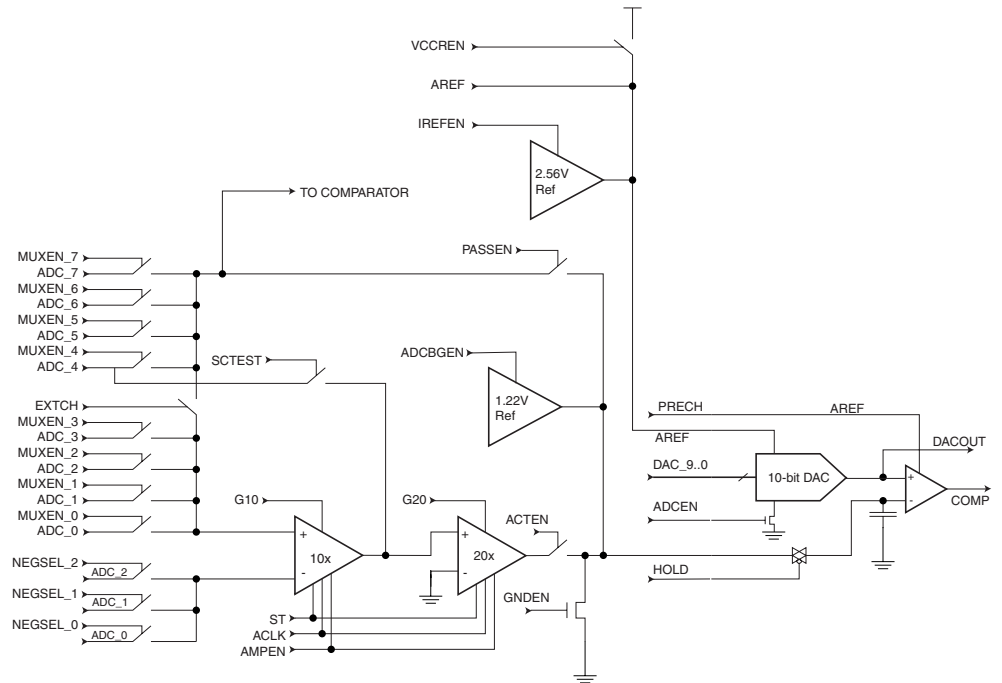 VCCREN
AREF
IREFEN
2.56V
Ref
TO COMPARATOR
PASSEN
MUXEN_7
ADC_7
MUXEN_6
ADC_6
MUXEN_5
ADC_5
MUXEN_4
ADC_4
SCTEST
ADCBGEN
1.22V
Ref
EXTCH
MUXEN_3
ADC_3
MUXEN_2
ADC_2
MUXEN_1
ADC_1
MUXEN_0
ADC_0
PRECH
AREF
AREF
DACOUT
DAC_9..0
10-bit DAC
+
-
COMP
ADCEN
G10
G20
+
10x
-
+
20x
-
ACTEN
NEGSEL_2
ADC_2
NEGSEL_1
ADC_1
NEGSEL_0
ADC_0
HOLD
GNDEN
ST
ACLK
AMPEN